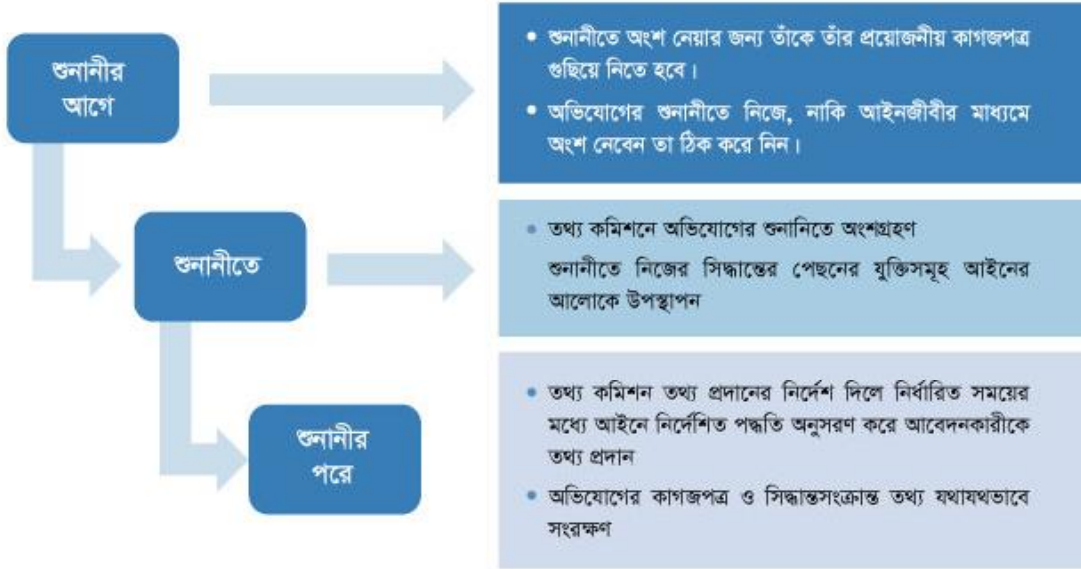 শুনানীর
আগে
• শুনানীতে অংশ নেয়ার জন্য তাঁকে তাঁর প্রয়োজনীয় কাগজপত্র
গুছিয়ে নিতে হবে।
• অভিযোগের শুনানীতে নিজে, নাকি আইনজীবীর মাধ্যমে
অংশ নেবেন তা ঠিক করে নিন।
শুনানীতে
• তথ্য কমিশনে অভিযোগের শুনানিতে অংশগ্রহণ
শুনানীতে নিজের সিদ্ধান্তের পেছনের যুক্তিসমূহ আইনের
আলোকে উপস্থাপন
শুনানীর
পরে
• তথ্য কমিশন তথ্য প্রদানের নির্দেশ দিলে নির্ধারিত সময়ের
মধ্যে আইনে নির্দেশিত পদ্ধতি অনুসরণ করে আবেদনকারীকে
তথ্য প্রদান
• অভিযোগের কাগজপত্র ও সিদ্ধান্তসংক্রান্ত তথ্য যথাযথভাবে
সংরক্ষণ